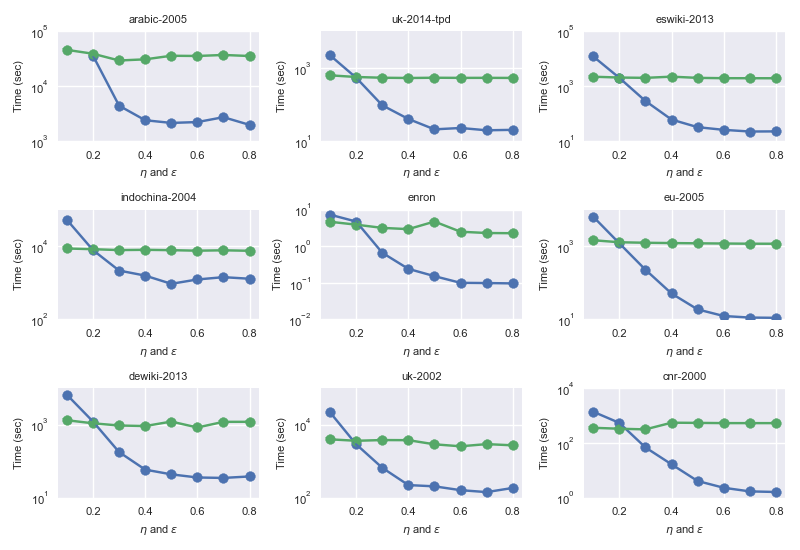 arabic-2005 uk-2014-tpd eswiki-2013
10^5 10^5
10^3
10^4 10^3
10^3 10^1 10^1
Time (sec) Time (sec) Time (sec)
0.2 0.4 0.6 0.8 0.2 0.4 0.6 0.8 0.2 0.4 0.6 0.8
η and ε η and ε η and ε
indochina-2004 enron eu-2005
10^1
10^4 10^0 10^3
10^−1
10^2 10^−2 10^1
Time (sec) Time (sec) Time (sec)
0.2 0.4 0.6 0.8 0.2 0.4 0.6 0.8 0.2 0.4 0.6 0.8
η and ε η and ε η and ε
dewiki-2013 uk-2002 cnr-2000
10^4
10^3 10^4 10^2
10^1 10^2 10^0
Time (sec) Time (sec) Time (sec)
0.2 0.4 0.6 0.8 0.2 0.4 0.6 0.8 0.2 0.4 0.6 0.8
η and ε η and ε η and ε